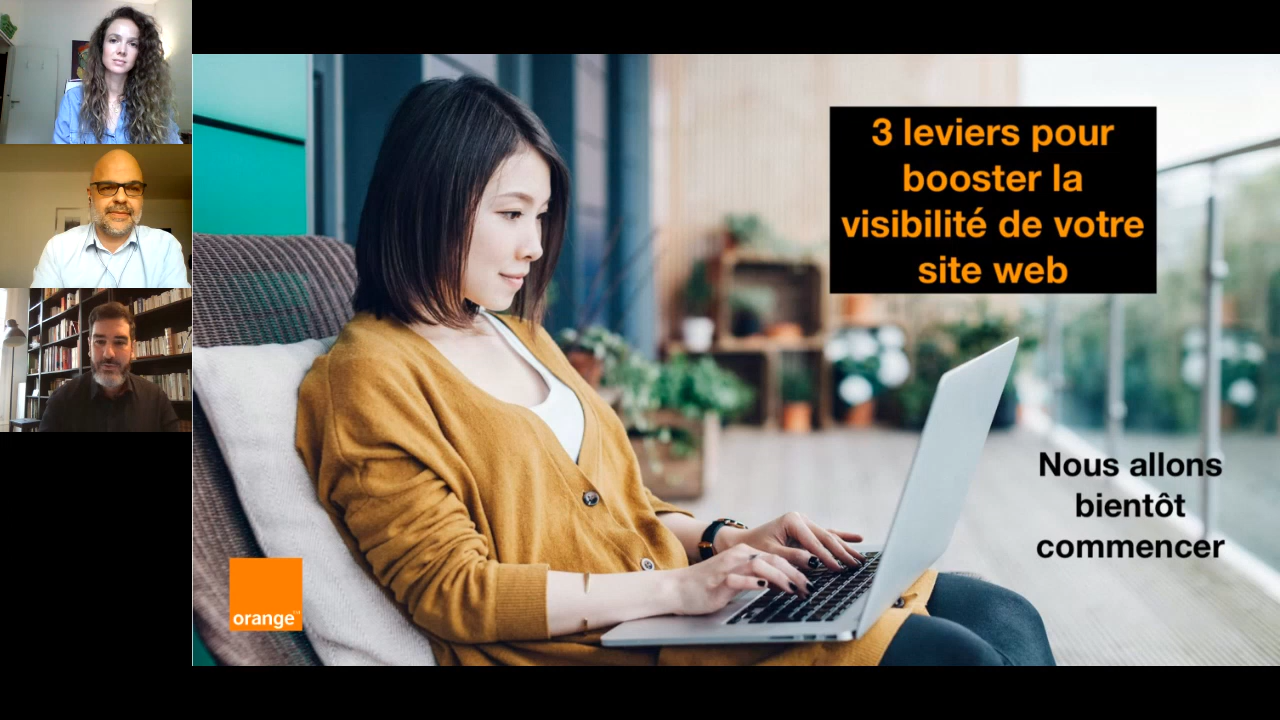 3 leviers pour
booster la
visibilité de votre
site web
Nous allons
bientôt
commencer
orange